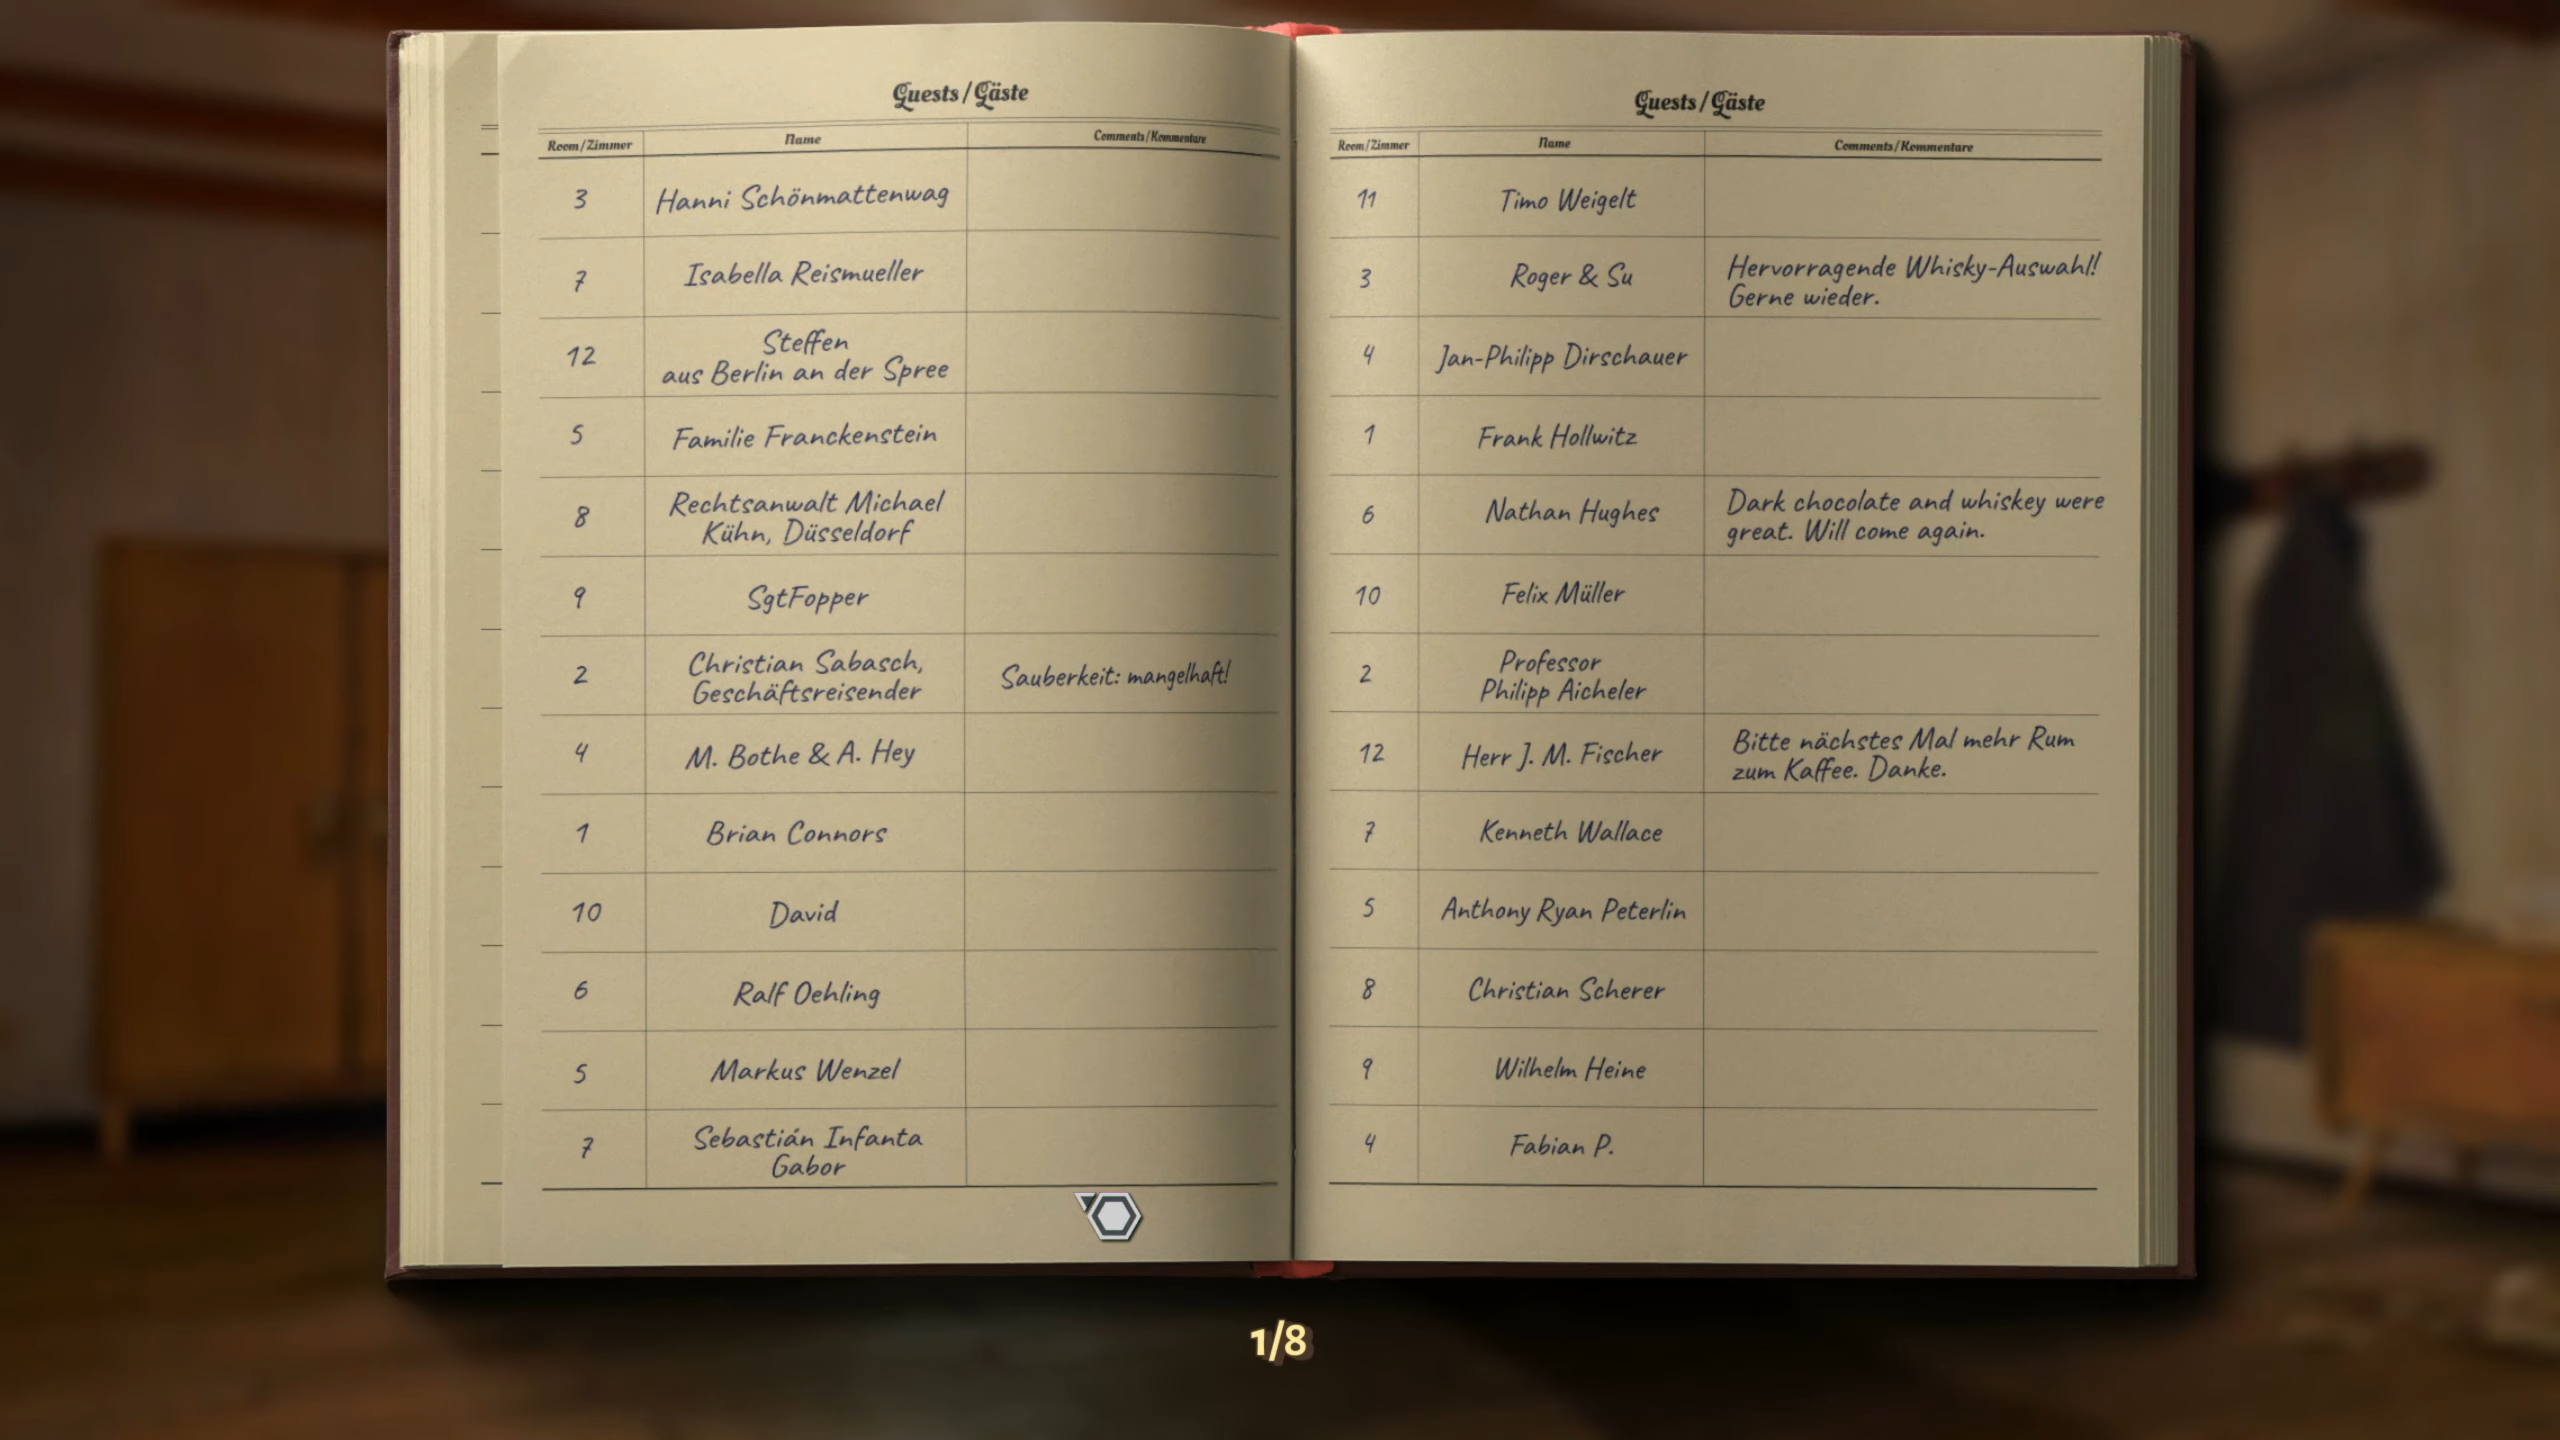 Guests/Gäste
Room/Zimmer Name Comments/Kommentare
3 Hanni Schönmattenwag
7 Isabella Reismueller
12 Steffen
aus Berlin an der Spree
5 Familie Franckenstein
8 Rechtsanwalt Michael
Kühn, Düsseldorf
9 SgtFopper
2 Christian Sabasch,
Geschäftsreisender
Sauberkeit: mangelhaft!
4 M. Bothe & A. Hey
1 Brian Connors
10 David
6 Ralf Oehling
5 Markus Wenzel
7 Sebastián Infanta
Gabor
Guests/Gäste
Room/Zimmer Name Comments/Kommentare
11 Timo Weigelt
3 Roger & Su
Hervorragende Whisky-Auswahl!
Gerne wieder.
4 Jan-Philipp Dirschauer
1 Frank Hollwitz
6 Nathan Hughes
Dark chocolate and whiskey were
great. Will come again.
10 Felix Müller
2 Professor
Philipp Aicheler
12 Herr J. M. Fischer
Bitte nächstes Mal mehr Rum
zum Kaffee. Danke.
7 Kenneth Wallace
5 Anthony Ryan Peterlin
8 Christian Scherer
9 Wilhelm Heine
4 Fabian P.
1/8